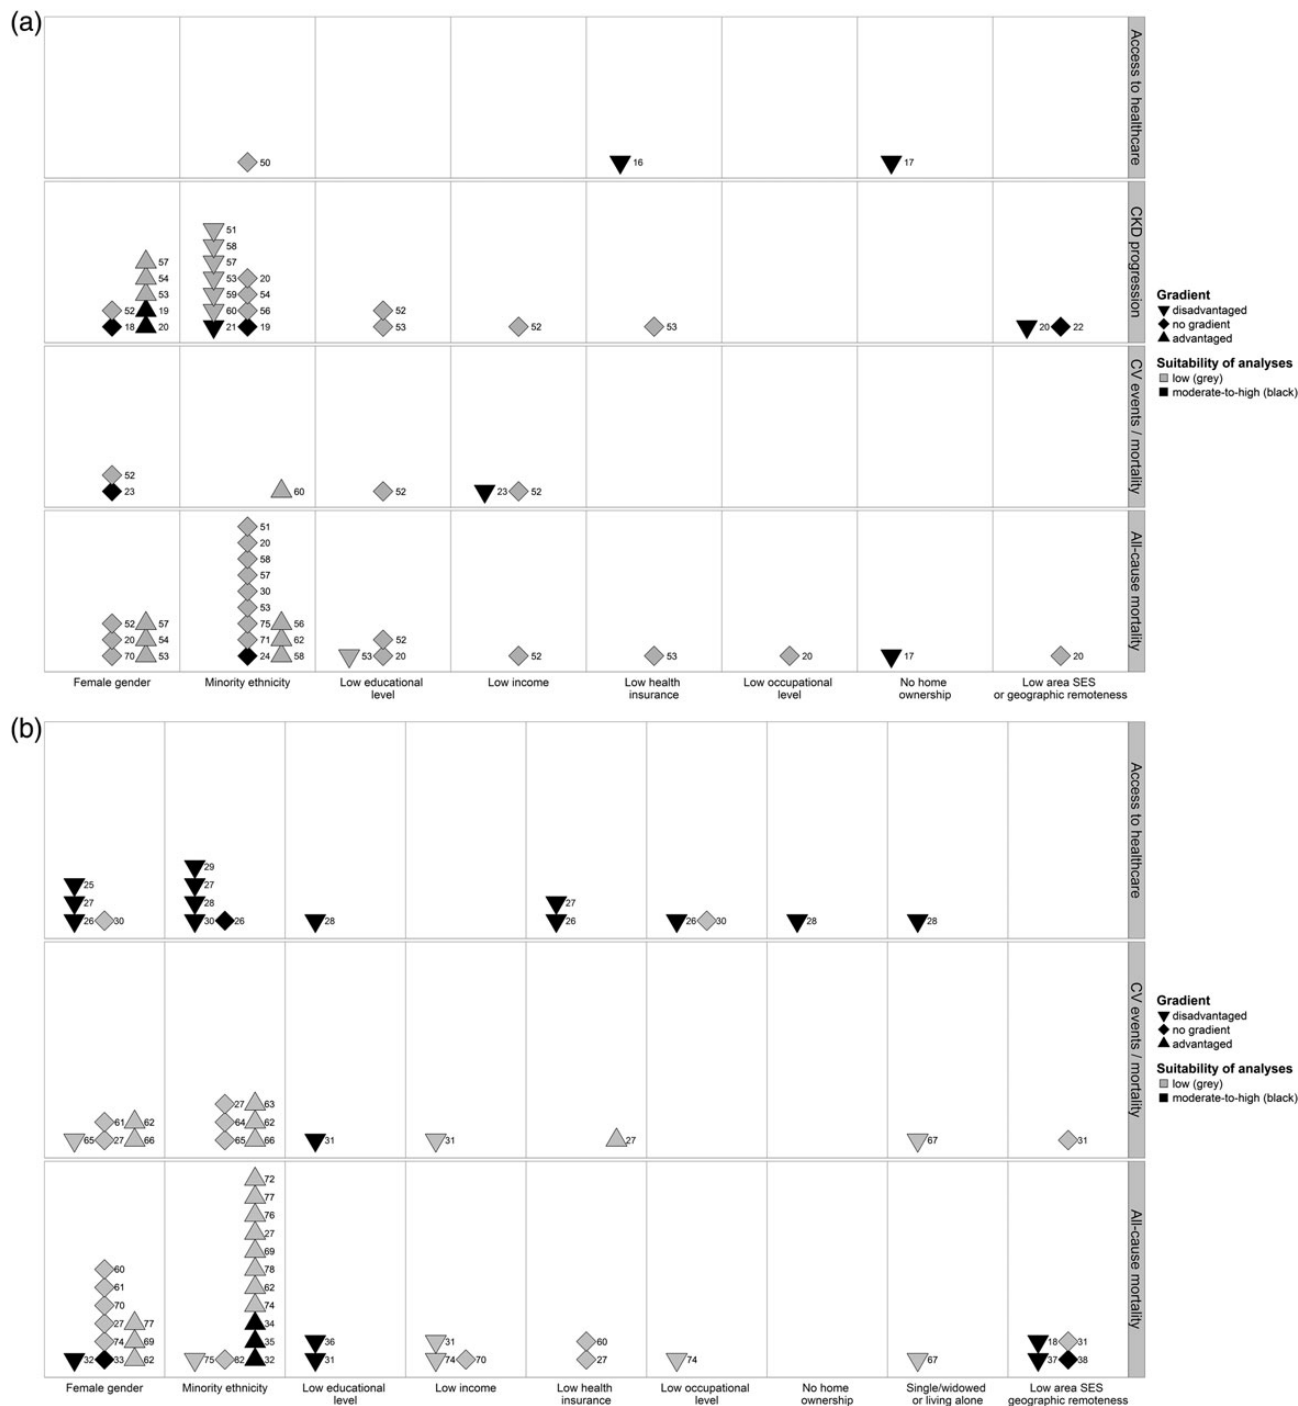 (a)
Access to healthcare
50
16
17
CKD progression
51
58
57
57
53
20
54
59
54
53
60
56
52
19
52
18
20
21
19
53
52
53
20
22
Gradient
disadvantaged
no gradient
advantaged
Suitability of analyses
low (grey)
moderate-to-high (black)
CV events / mortality
52
23
60
52
23
52
All-cause mortality
51
20
58
57
30
53
52
57
75
56
20
54
71
62
52
70
53
24
58
53
20
52
53
20
17
20
Female gender
Minority ethnicity
Low educational
level
Low income
Low health
insurance
Low occupational
level
No home
ownership
Low area SES
or geographic remoteness
(b)
Access to healthcare
29
25
27
27
28
27
26
30
30
26
28
26
26
30
28
28
CV events / mortality
27
63
61
62
64
62
65
27
66
65
66
31
31
27
67
31
Gradient
disadvantaged
no gradient
advantaged
Suitability of analyses
low (grey)
moderate-to-high (black)
All-cause mortality
72
77
76
27
69
60
78
61
62
70
74
27
77
34
74
69
35
36
31
60
18
31
32
33
62
75
62
32
31
74
70
27
74
67
37
38
Female gender
Minority ethnicity
Low educational
level
Low income
Low health
insurance
Low occupational
level
No home
ownership
Single/widowed
or living alone
Low area SES
geographic remoteness